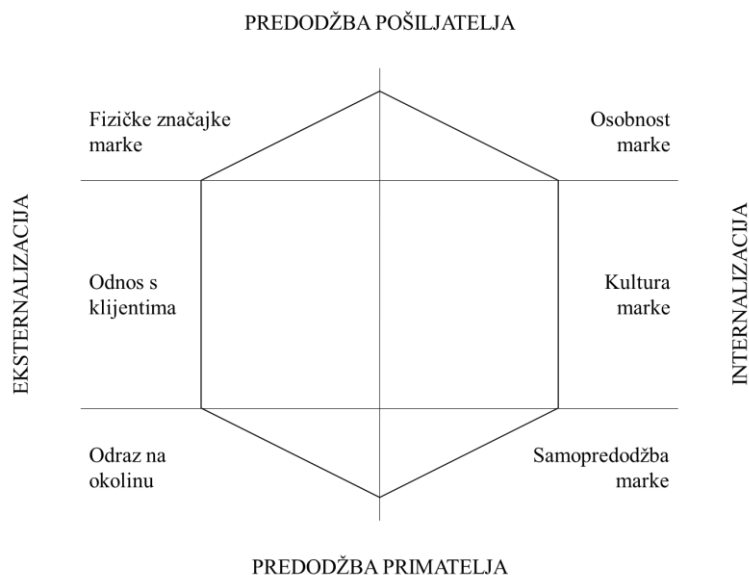 PREDODŽBA POŠILJATELJA
Fizičke značajke
marke
Osobnost
marke
EKSTERNALIZACIJA
Odnos s
klijentima
Kultura
marke
INTERNALIZACIJA
Odraz na
okolinu
Samopredodžba
marke
PREDODŽBA PRIMATELJA